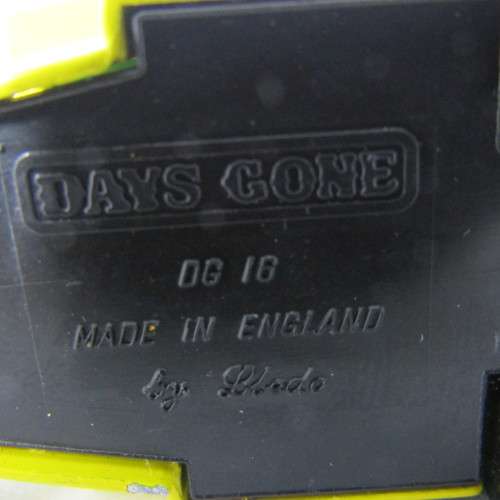 DAYS GONE
DG 16
MADE IN ENGLAND
by Lledo